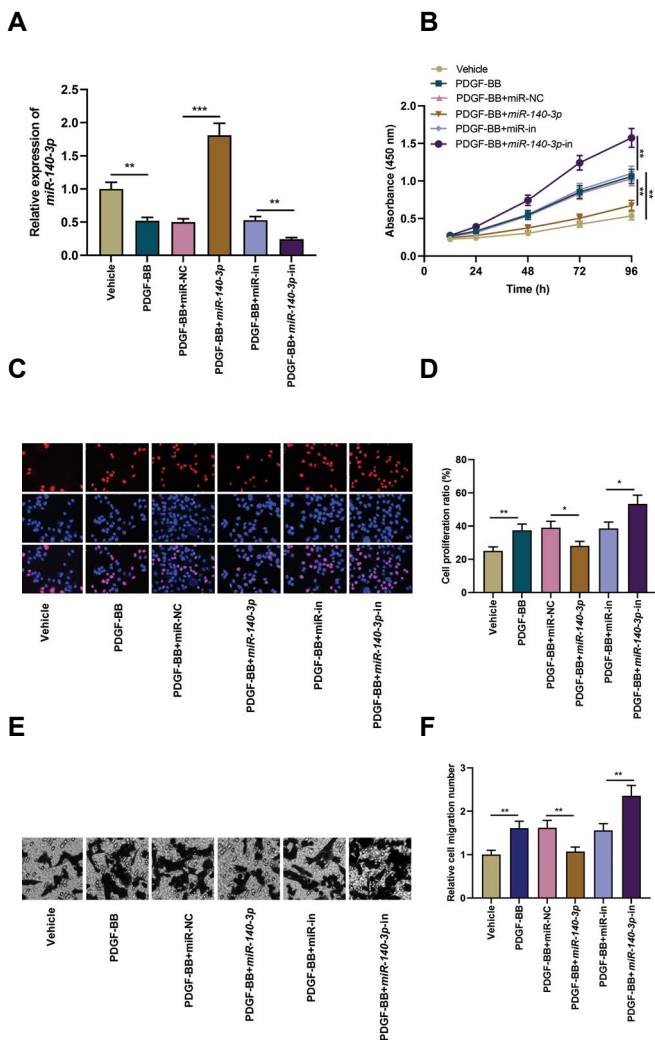 A
Relative expression of
miR-140-3p
2.5
2.0
1.5
1.0
0.5
0.0
**
***
**
Vehicle
PDGF-BB
PDGF-BB+miR-NC
PDGF-BB+miR-140-3p
PDGF-BB+miR-in
PDGF-BB+miR-140-3p-in
B
Vehicle
PDGF-BB
PDGF-BB+miR-NC
PDGF-BB+miR-140-3p
PDGF-BB+miR-in
PDGF-BB+miR-140-3p-in
Absorbance (450 nm)
2.0
1.5
1.0
0.5
0.0
**
**
**
0
24
48
72
96
Time (h)
C
Vehicle
PDGF-BB
PDGF-BB+miR-NC
PDGF-BB+miR-140-3p
PDGF-BB+miR-in
PDGF-BB+miR-140-3p-in
D
Cell proliferation ratio (%)
80
60
40
20
0
**
*
*
Vehicle
PDGF-BB
PDGF-BB+miR-NC
PDGF-BB+miR-140-3p
PDGF-BB+miR-in
PDGF-BB+miR-140-3p-in
E
Vehicle
PDGF-BB
PDGF-BB+miR-NC
PDGF-BB+miR-140-3p
PDGF-BB+miR-in
PDGF-BB+miR-140-3p-in
F
Relative cell migration number
3
2
1
0
**
**
**
Vehicle
PDGF-BB
PDGF-BB+miR-NC
PDGF-BB+miR-140-3p
PDGF-BB+miR-in
PDGF-BB+miR-140-3p-in